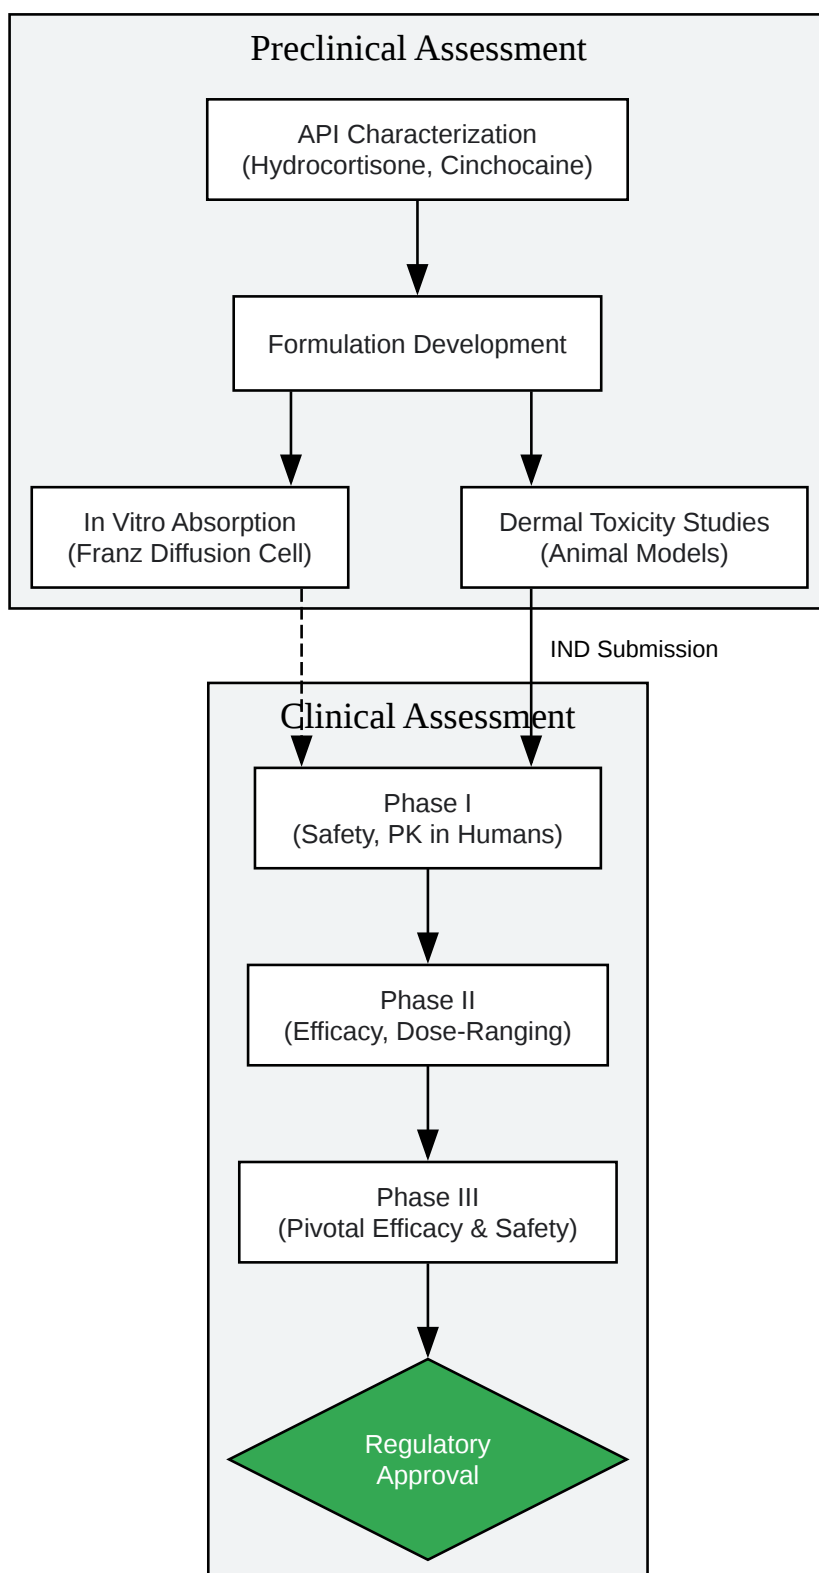 Preclinical Assessment
API Characterization
(Hydrocortisone, Cinchocaine)
Formulation Development
In Vitro Absorption
(Franz Diffusion Cell)
Dermal Toxicity Studies
(Animal Models)
IND Submission
Clinical Assessment
Phase I
(Safety, PK in Humans)
Phase II
(Efficacy, Dose-Ranging)
Phase III
(Pivotal Efficacy & Safety)
Regulatory
Approval